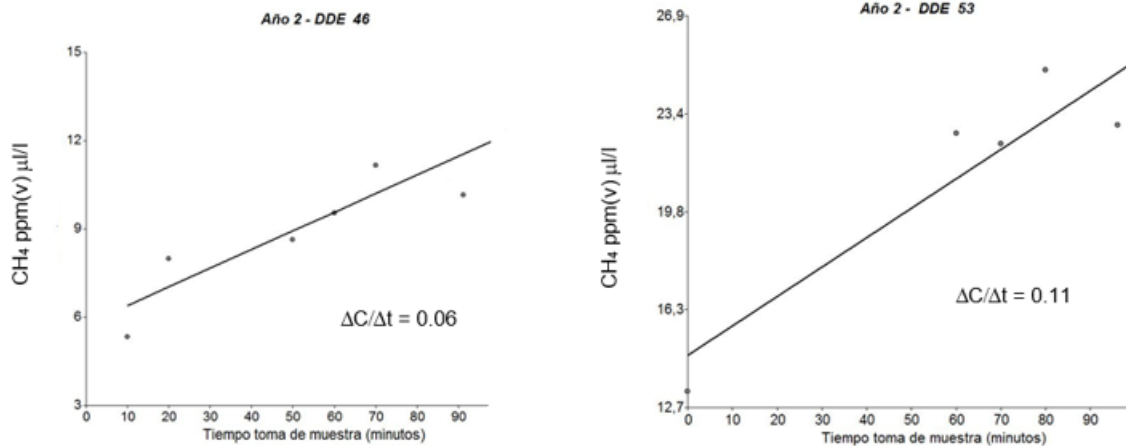 Año 2 - DDE 46
15
12
9
6
3
CH₄ ppm(v) µl/l
ΔC/Δt = 0.06
0 10 20 30 40 50 60 70 80 90
Tiempo toma de muestra (minutos)
Año 2 - DDE 53
26,9
23,4
19,8
16,3
12,7
CH₄ ppm(v) µl/l
ΔC/Δt = 0.11
0 10 20 30 40 50 60 70 80 90
Tiempo toma de muestra (minutos)